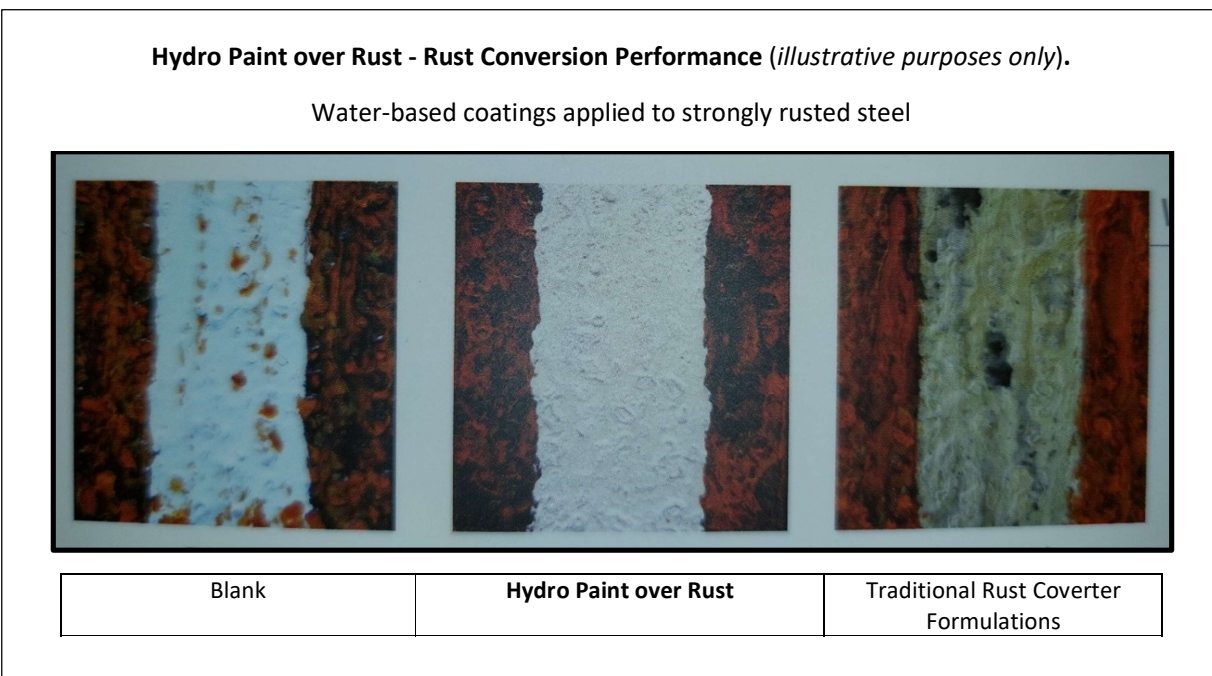 Hydro Paint over Rust - Rust Conversion Performance (illustrative purposes only).
Water-based coatings applied to strongly rusted steel
Blank
Hydro Paint over Rust
Traditional Rust Coverter
Formulations